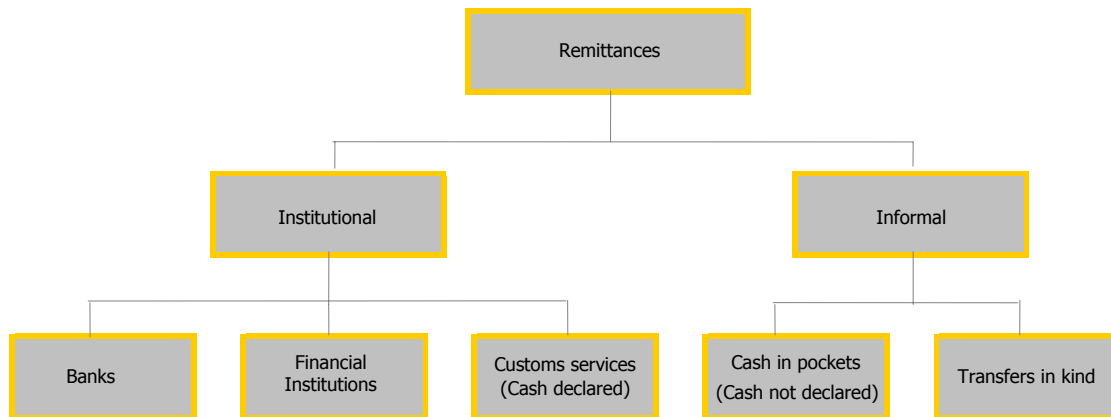 Remittances
Institutional
Informal
Banks
Financial
Institutions
Customs services
(Cash declared)
Cash in pockets
(Cash not declared)
Transfers in kind